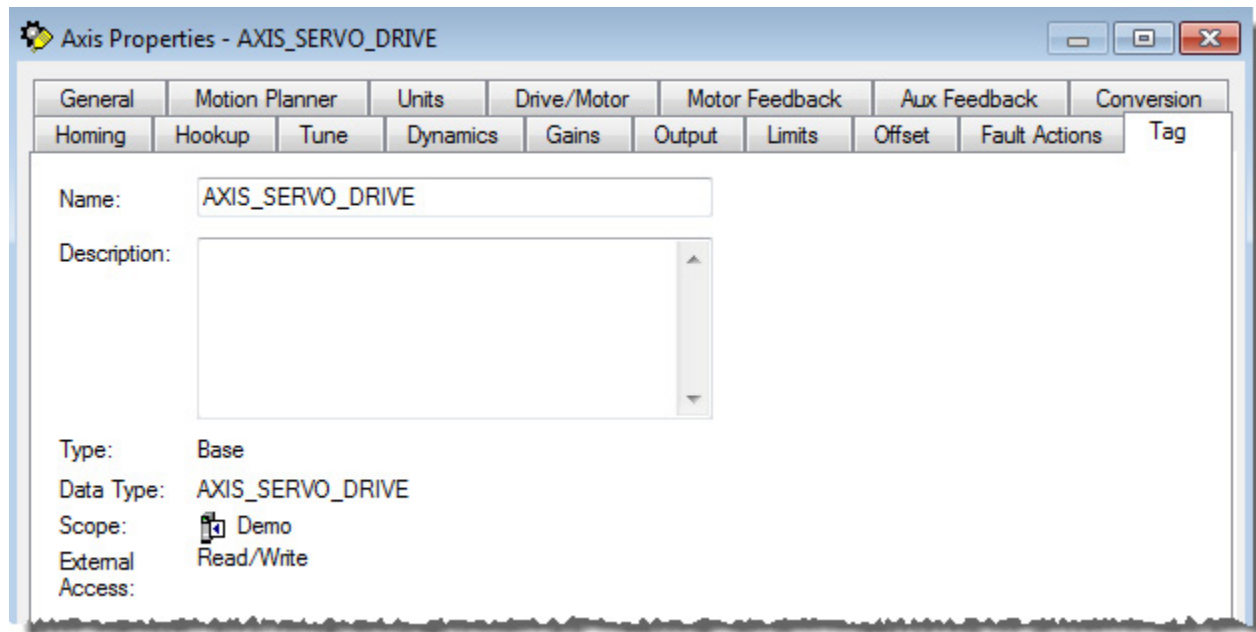 Axis Properties - AXIS_SERVO_DRIVE
General Motion Planner Units Drive/Motor Motor Feedback Aux Feedback Conversion
Homing Hookup Tune Dynamics Gains Output Limits Offset Fault Actions Tag
Name: AXIS_SERVO_DRIVE
Description:
Type: Base
Data Type: AXIS_SERVO_DRIVE
Scope: Demo
External Read/Write
Access: